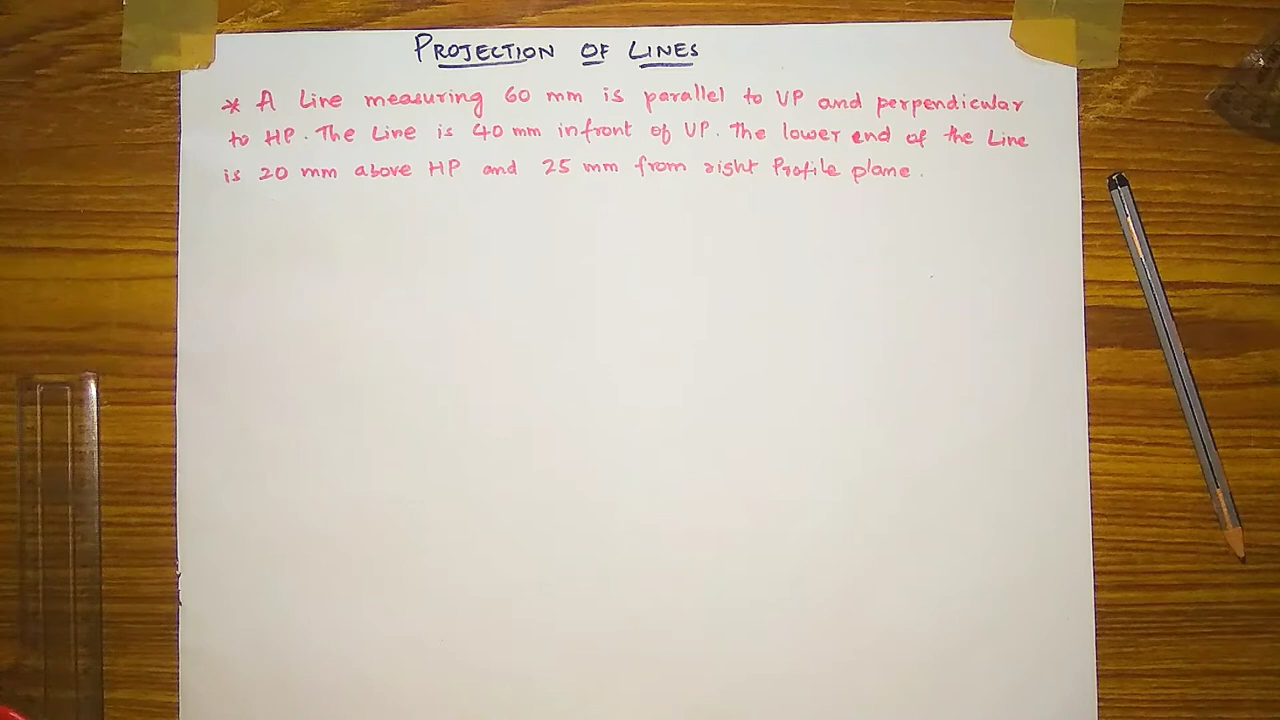 PROJECTION OF LINES
* A Line measuring 60 mm is parallel to VP and perpendicular
to HP. The Line is 40 mm infront of VP. The lower end of the Line
is 20 mm above HP and 25 mm from right Profile plane.